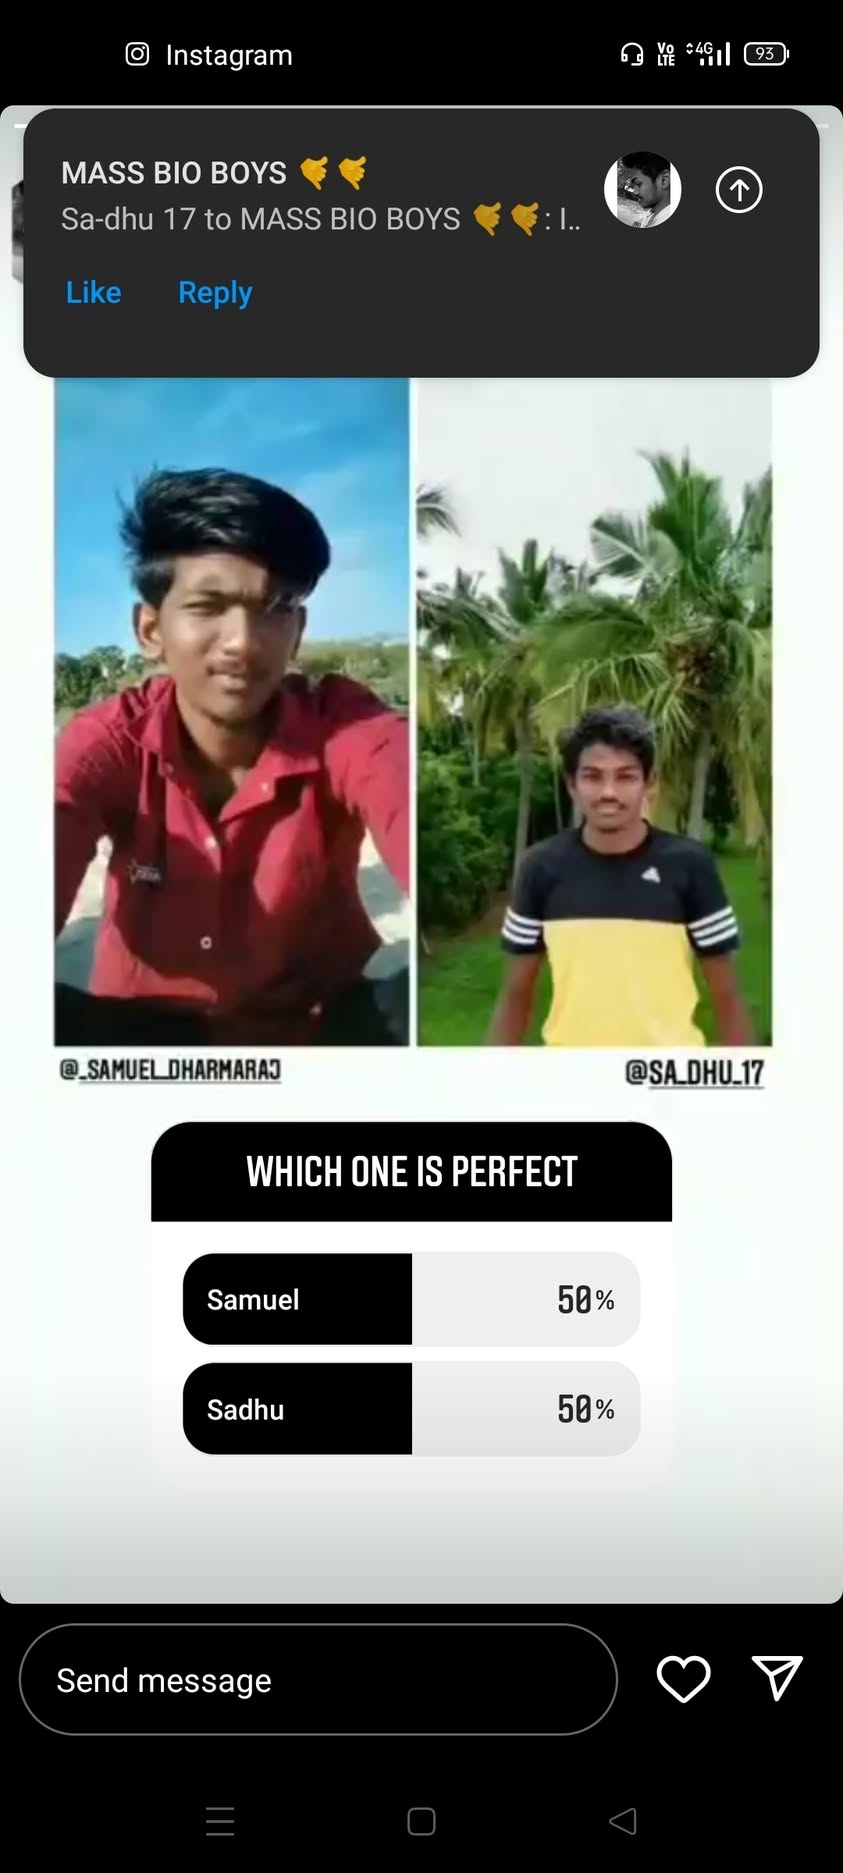 Instagram
Vo LTE 4G 93
MASS BIO BOYS 🤙🤙
Sa-dhu 17 to MASS BIO BOYS 🤙🤙: I..
Like Reply
@_SAMUEL_DHARMARAJ @SA_DHU_17
WHICH ONE IS PERFECT
Samuel 50%
Sadhu 50%
Send message